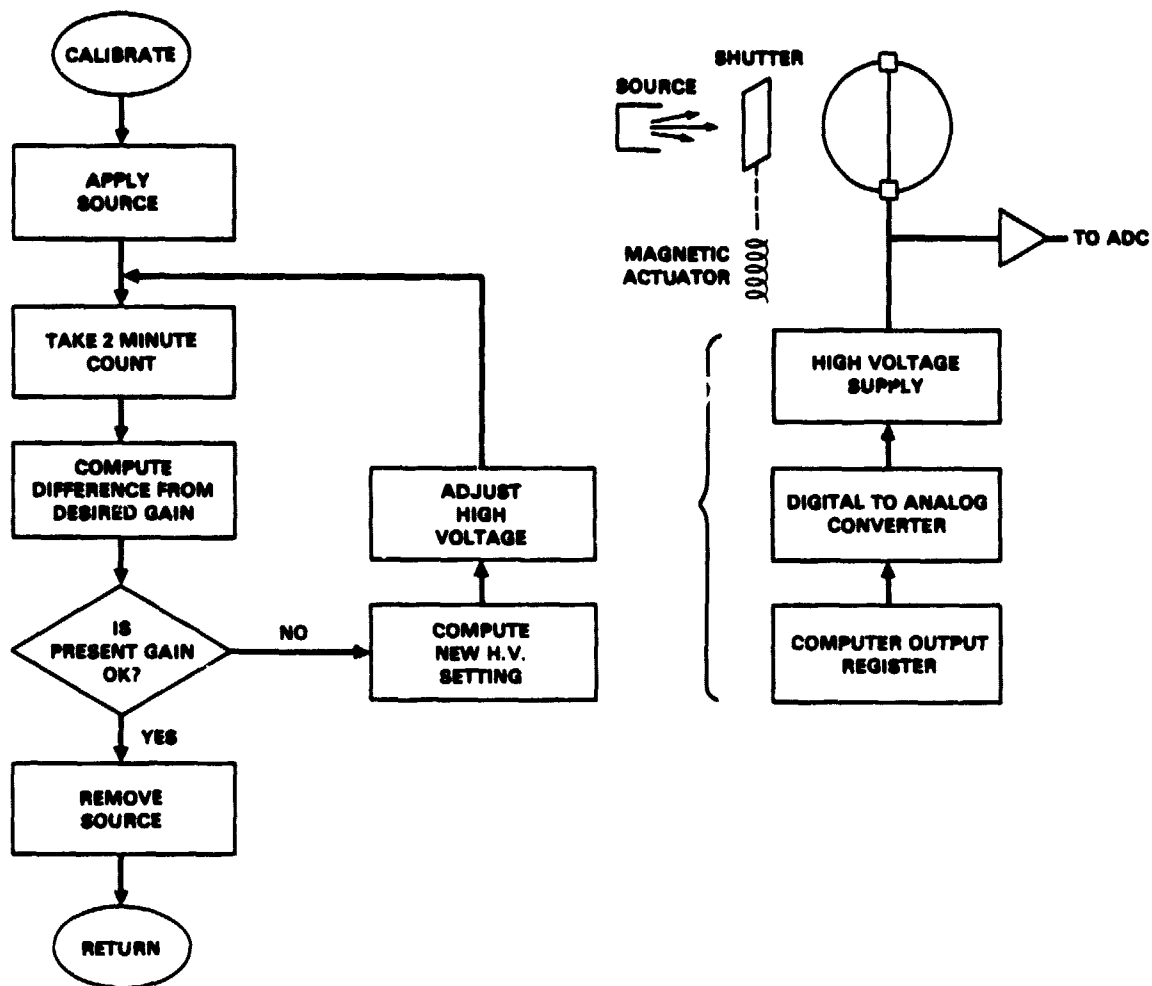 CALIBRATE
APPLY
SOURCE
TAKE 2 MINUTE
COUNT
COMPUTE
DIFFERENCE FROM
DESIRED GAIN
IS
PRESENT GAIN
OK?
NO
YES
REMOVE
SOURCE
RETURN
ADJUST
HIGH
VOLTAGE
COMPUTE
NEW H.V.
SETTING
SOURCE
SHUTTER
MAGNETIC
ACTUATOR
TO ADC
HIGH VOLTAGE
SUPPLY
DIGITAL TO ANALOG
CONVERTER
COMPUTER OUTPUT
REGISTER